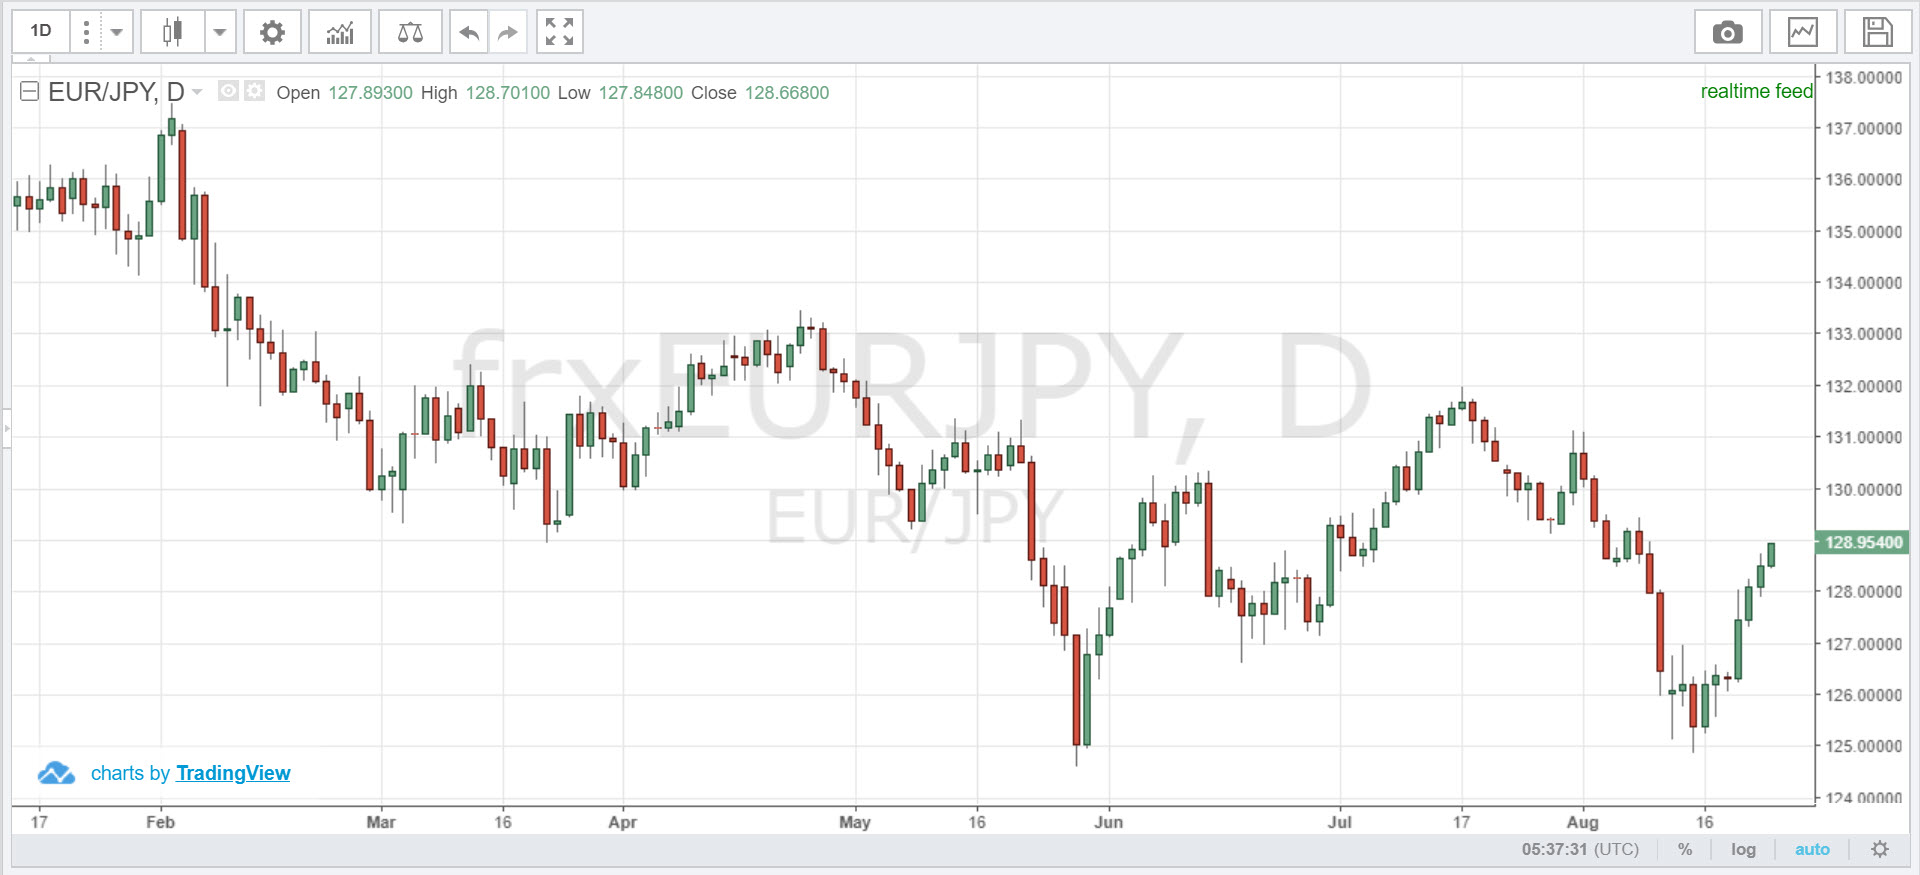 1D
EUR/JPY, D Open 127.89300 High 128.70100 Low 127.84800 Close 128.66800
realtime feed
138.00000
137.00000
136.00000
135.00000
134.00000
133.00000
132.00000
131.00000
130.00000
128.95400
128.00000
127.00000
126.00000
125.00000
124.00000
frxEURJPY, D
EUR/JPY
charts by TradingView
17 Feb Mar 16 Apr May 16 Jun Jul 17 Aug 16
05:37:31 (UTC) % log auto